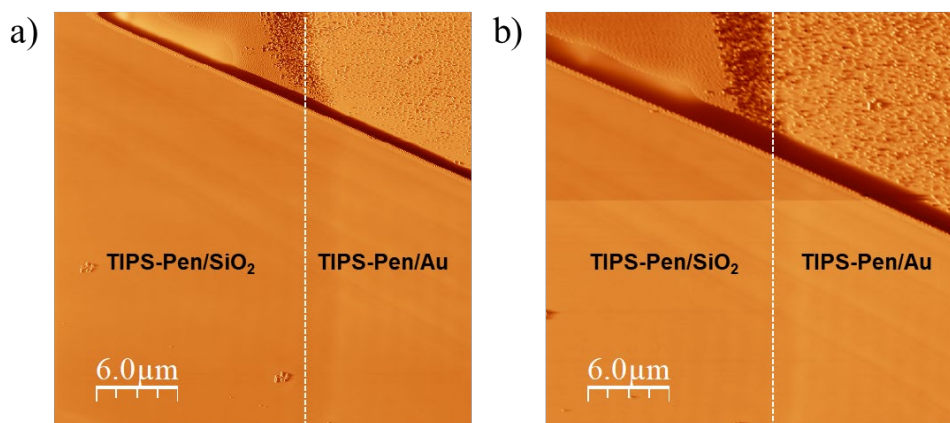 a)
TIPS-Pen/SiO₂
TIPS-Pen/Au
6.0µm
b)
TIPS-Pen/SiO₂
TIPS-Pen/Au
6.0µm